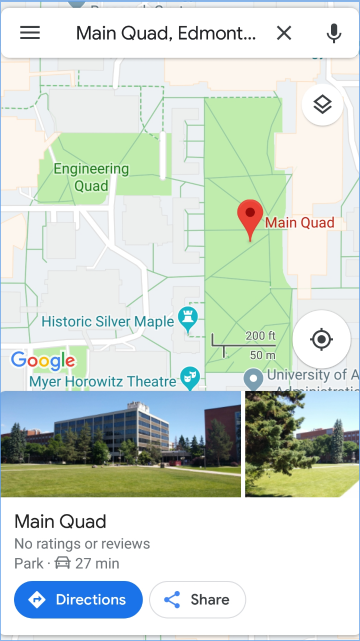 Main Quad, Edmont...
Engineering
Quad
Main Quad
Historic Silver Maple
200 ft
50 m
Google
Myer Horowitz Theatre
University of A
Administrati
Main Quad
No ratings or reviews
Park · 27 min
Directions
Share